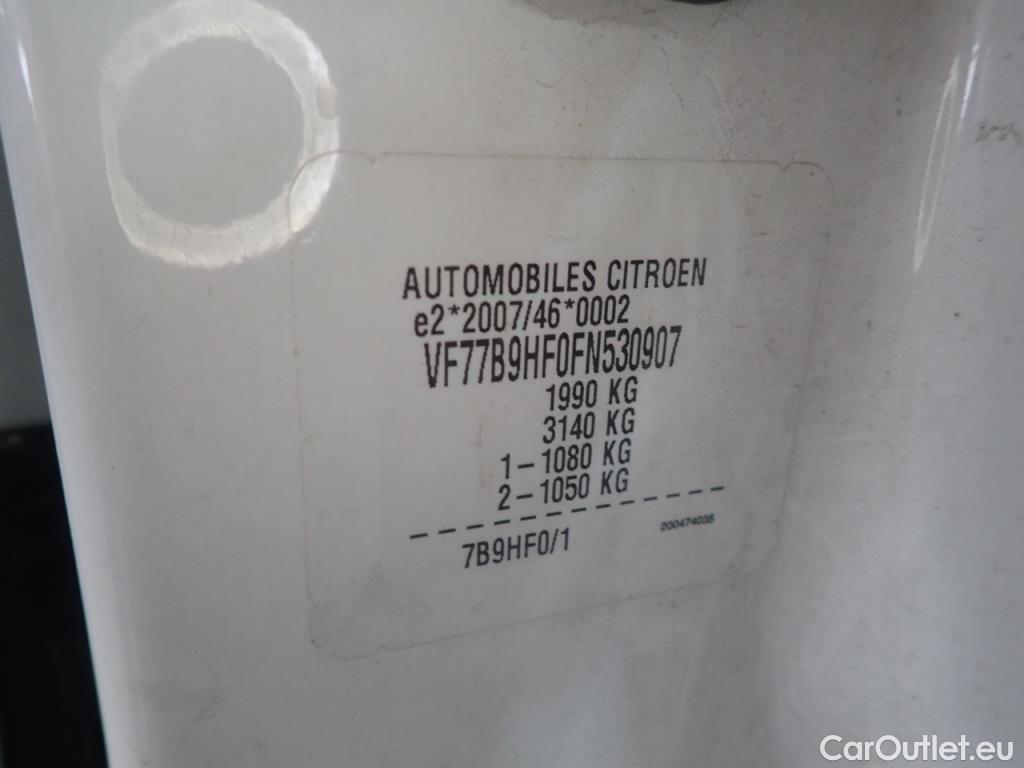 AUTOMOBILES CITROEN
e2*2007/46*0002
VF77B9HF0FN530907
1990 KG
3140 KG
1-1080 KG
2-1050 KG
7B9HF0/1
200474035
CarOutlet.eu